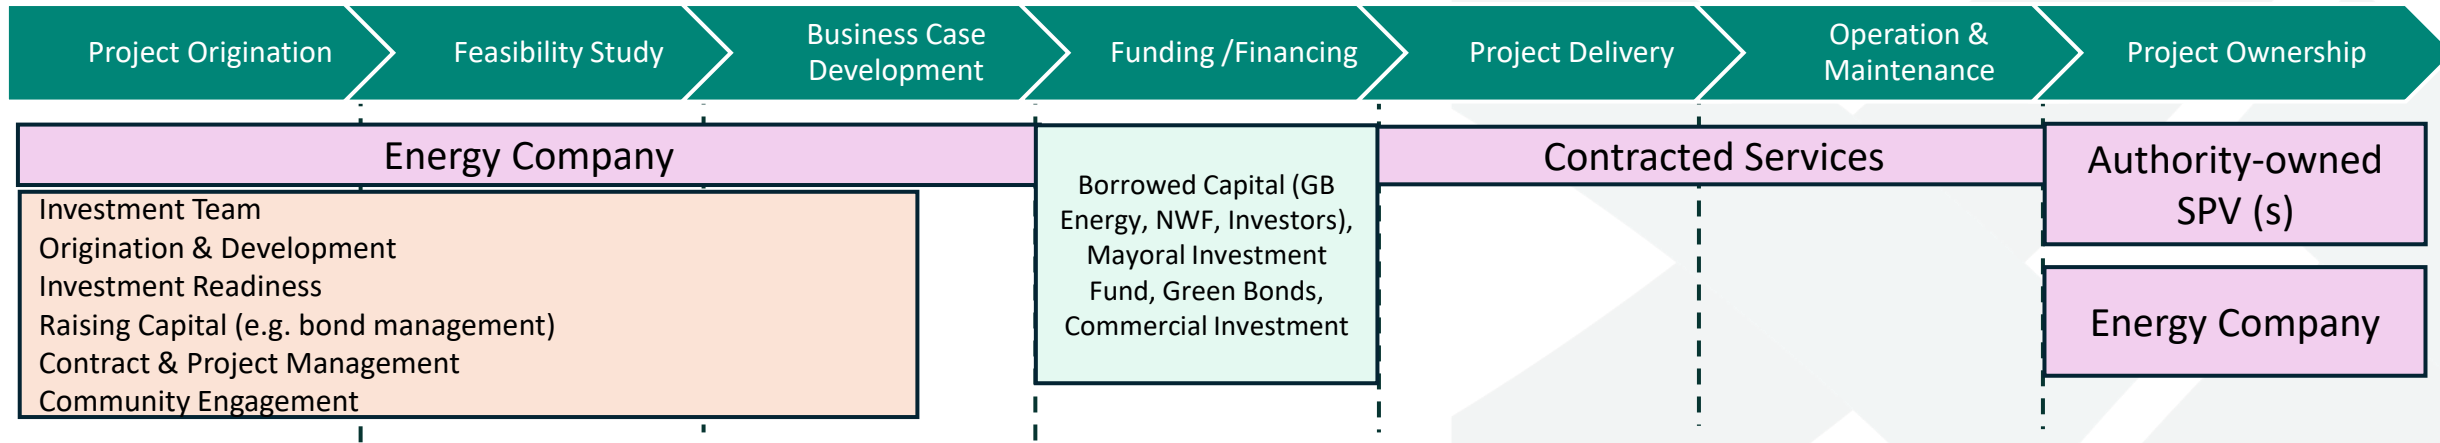 Project Origination
Feasibility Study
Business Case
Development
Funding /Financing
Project Delivery
Operation &
Maintenance
Project Ownership
Energy Company
Investment Team
Origination & Development
Investment Readiness
Raising Capital (e.g. bond management)
Contract & Project Management
Community Engagement
Borrowed Capital (GB
Energy, NWF, Investors),
Mayoral Investment
Fund, Green Bonds,
Commercial Investment
Contracted Services
Authority-owned
SPV (s)
Energy Company